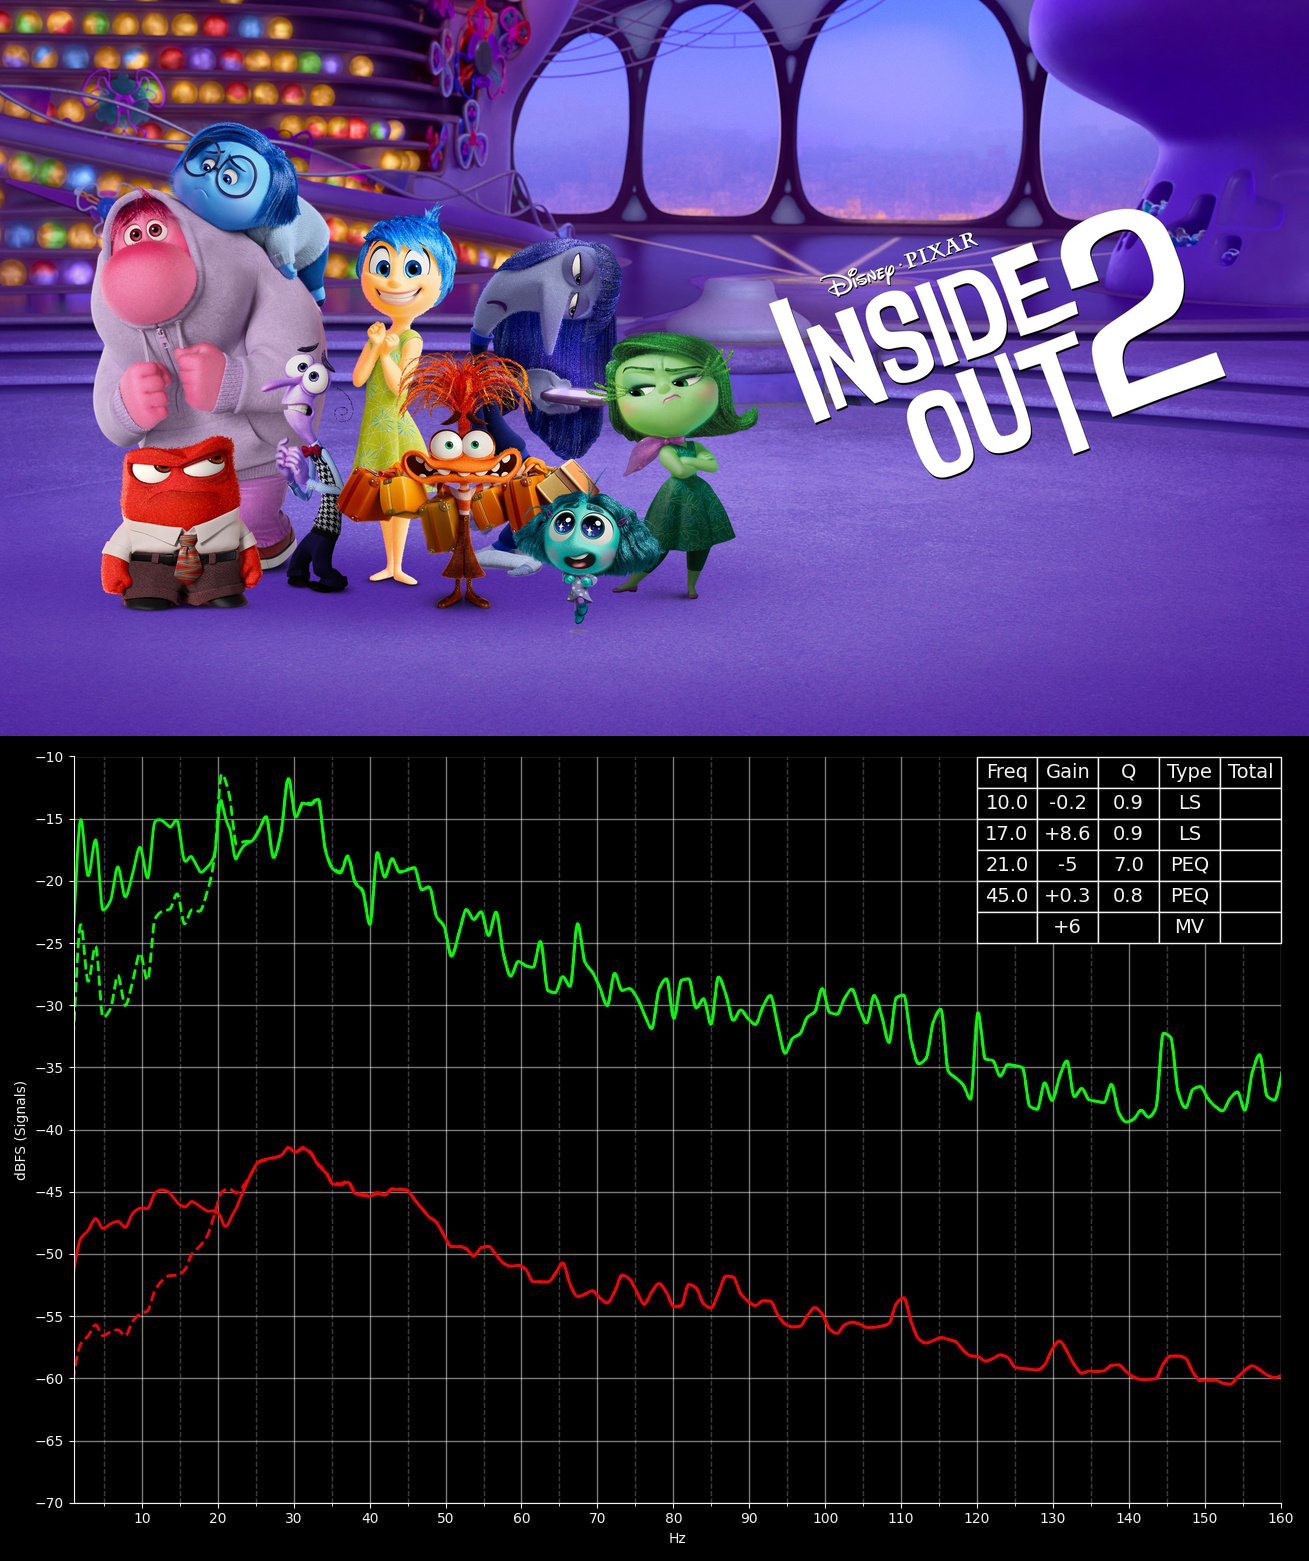 Disney · PIXAR
INSIDE
OUT 2
Freq Gain Q Type Total
10.0 -0.2 0.9 LS
17.0 +8.6 0.9 LS
21.0 -5 7.0 PEQ
45.0 +0.3 0.8 PEQ
+6 MV
−10
−15
−20
−25
−30
−35
−40
−45
−50
−55
−60
−65
−70
dBFS (Signals)
10 20 30 40 50 60 70 80 90 100 110 120 130 140 150 160
Hz